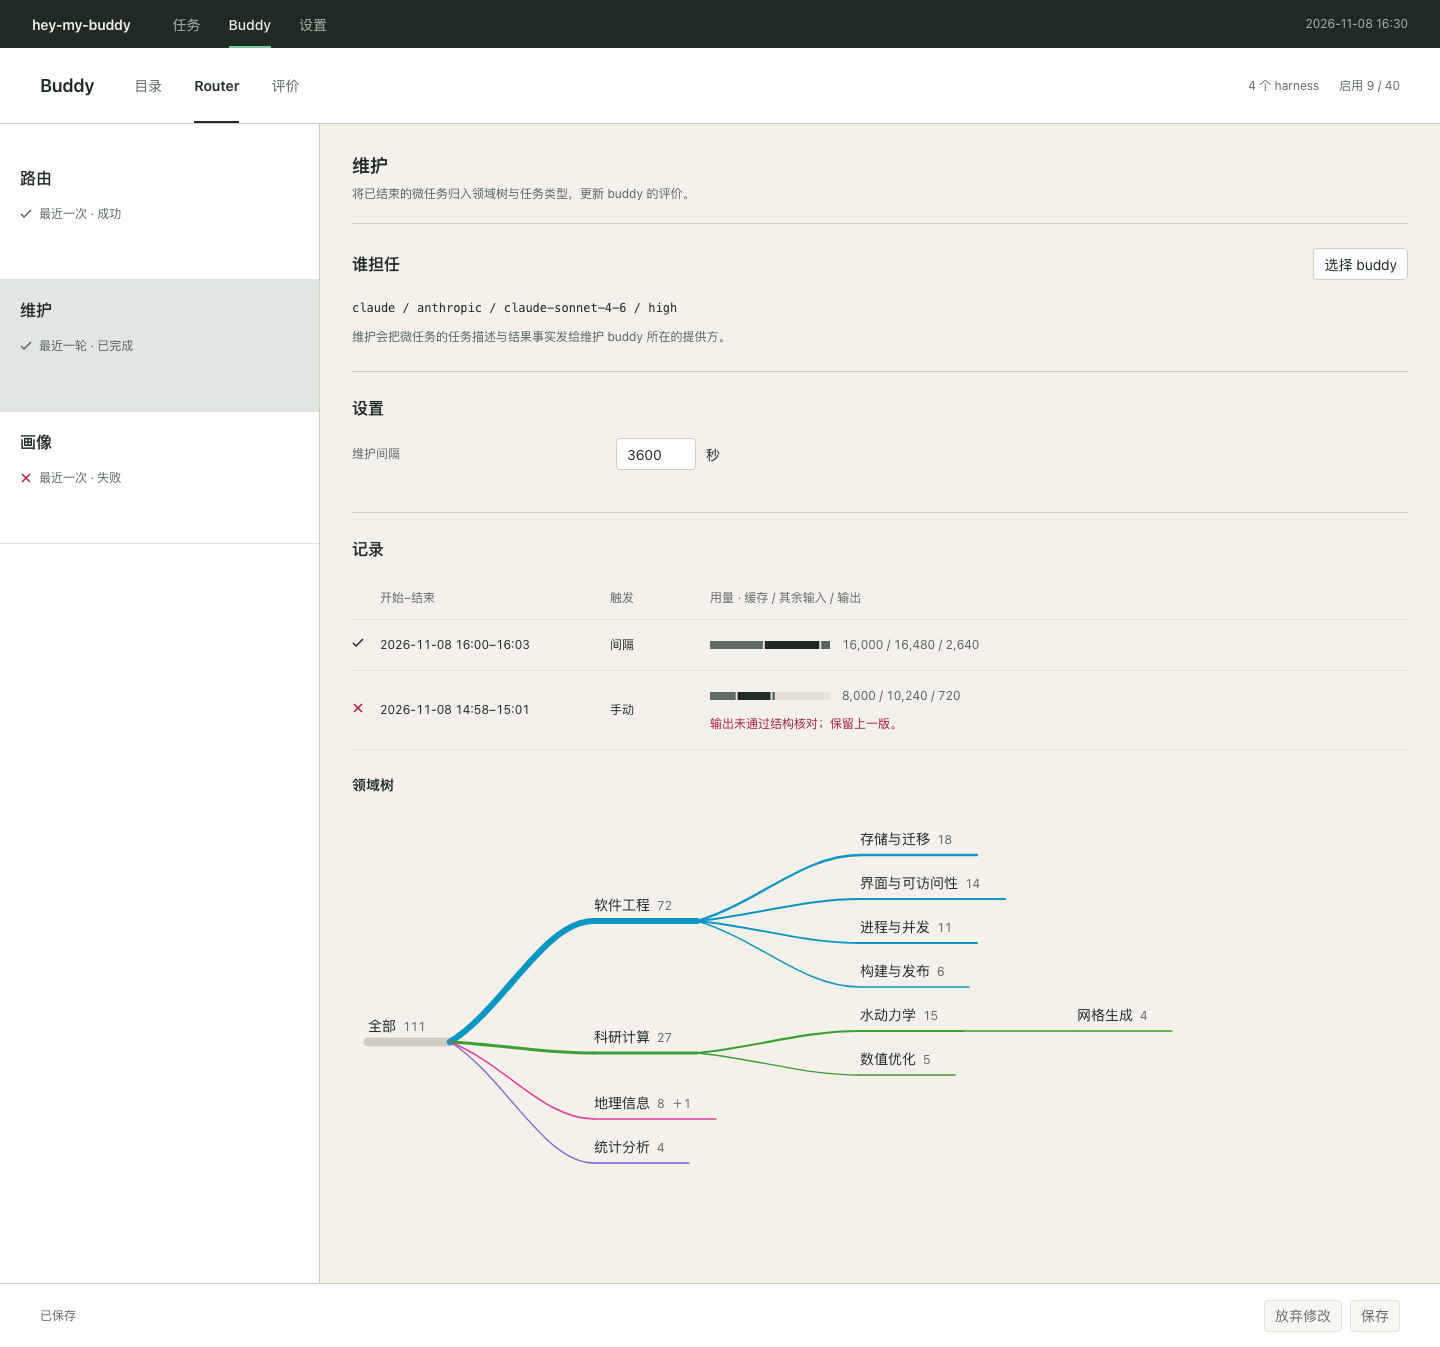 hey-my-buddy 任务 Buddy 设置 2026-11-08 16:30
Buddy 目录 Router 评价 4 个 harness 启用 9 / 40
路由
最近一次 · 成功
维护
最近一轮 · 已完成
画像
最近一次 · 失败
维护
将已结束的微任务归入领域树与任务类型，更新 buddy 的评价。
谁担任 选择 buddy
claude / anthropic / claude-sonnet-4-6 / high
维护会把微任务的任务描述与结果事实发给维护 buddy 所在的提供方。
设置
维护间隔 3600 秒
记录
开始–结束 触发 用量 · 缓存 / 其余输入 / 输出
2026-11-08 16:00–16:03 间隔 16,000 / 16,480 / 2,640
2026-11-08 14:58–15:01 手动 8,000 / 10,240 / 720
输出未通过结构核对；保留上一版。
领域树
存储与迁移 18
界面与可访问性 14
软件工程 72
进程与并发 11
构建与发布 6
水动力学 15 网格生成 4
全部 111
科研计算 27
数值优化 5
地理信息 8 +1
统计分析 4
已保存 放弃修改 保存